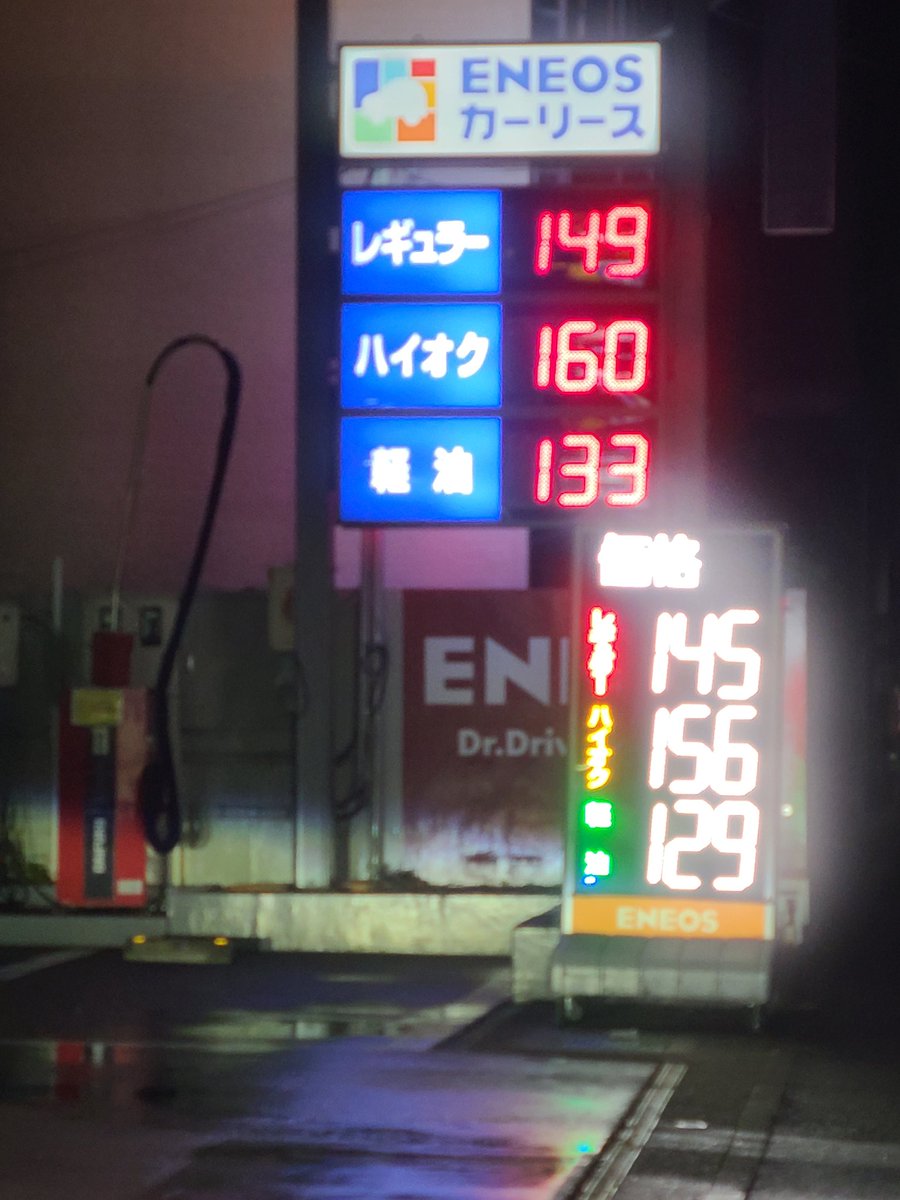 ENEOS
カーリース
レギュラー 149
ハイオク 160
軽油 133
価格
レギュラー 145
ハイオク 156
軽油 129
ENEOS
Dr.Driv